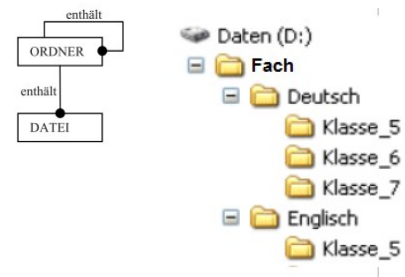 enthält
ORDNER
enthält
DATEI
Daten (D:)
Fach
Deutsch
Klasse_5
Klasse_6
Klasse_7
Englisch
Klasse_5